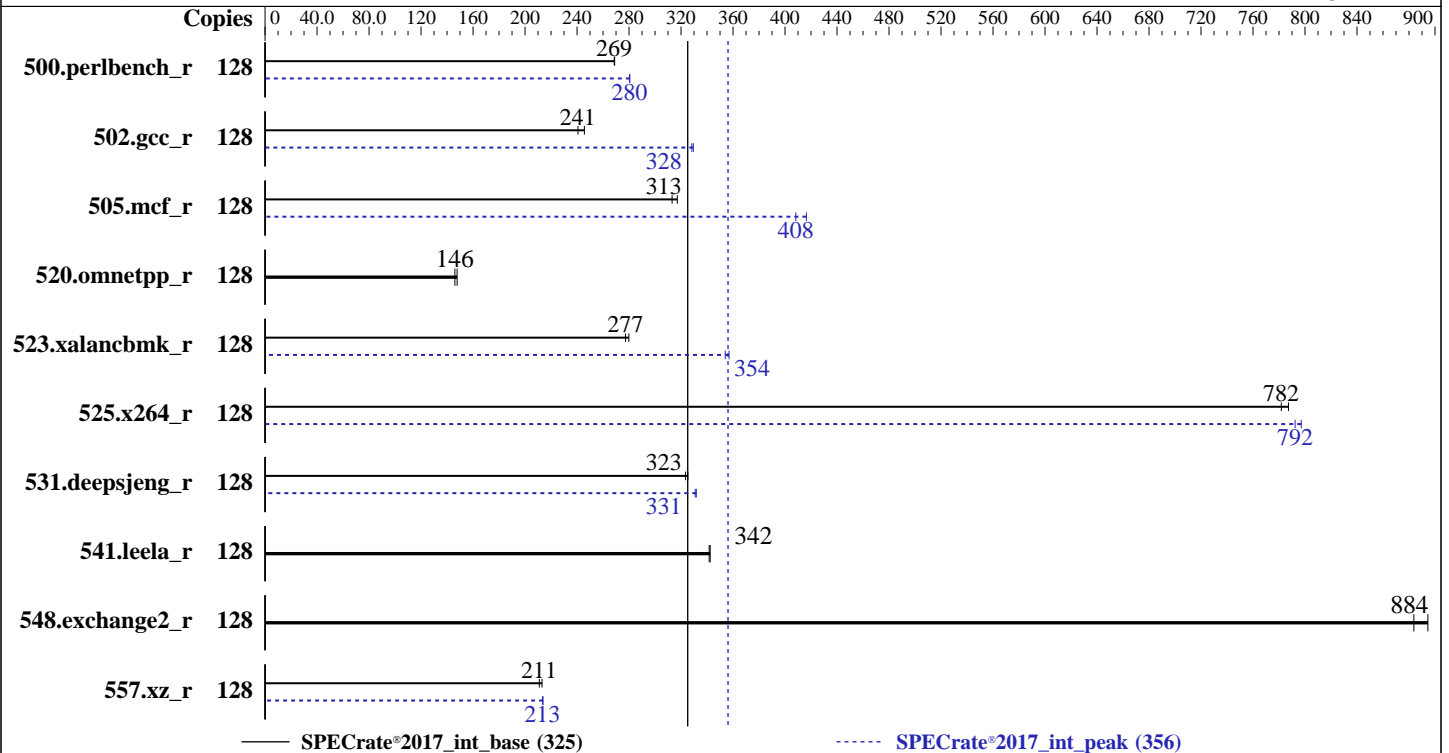 Copies 0 40.0 80.0 120 160 200 240 280 320 360 400 440 480 520 560 600 640 680 720 760 800 840 900
269
500.perlbench_r 128
280
241
502.gcc_r 128
328
313
505.mcf_r 128
408
146
520.omnetpp_r 128
277
523.xalancbmk_r 128
354
782
525.x264_r 128
792
323
531.deepsjeng_r 128
331
342
541.leela_r 128
884
548.exchange2_r 128
211
557.xz_r 128
213
SPECrate®2017_int_base (325) SPECrate®2017_int_peak (356)